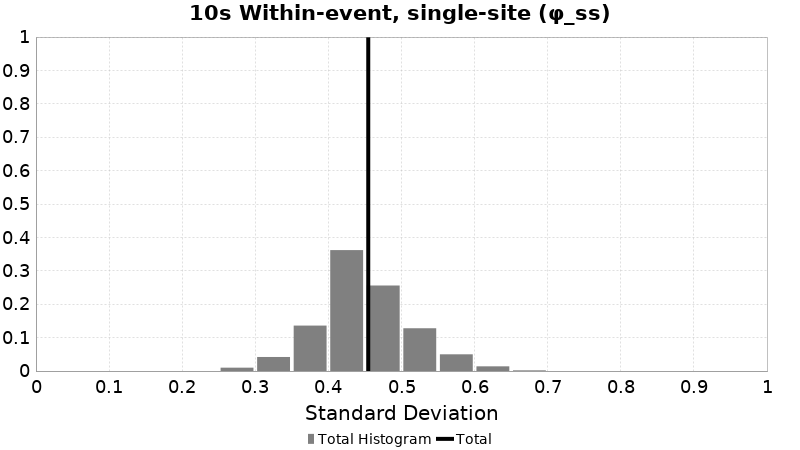 10s Within-event, single-site (φ_ss)
1
0.9
0.8
0.7
0.6
0.5
0.4
0.3
0.2
0.1
0
0 0.1 0.2 0.3 0.4 0.5 0.6 0.7 0.8 0.9 1
Standard Deviation
Total Histogram Total